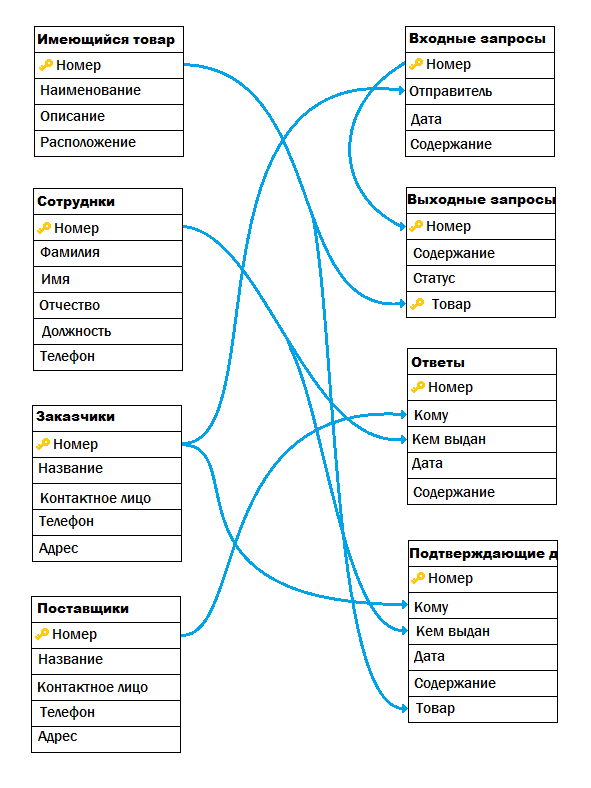 Имеющийся товар
Номер
Наименование
Описание
Расположение
Сотруднки
Номер
Фамилия
Имя
Отчество
Должность
Телефон
Заказчики
Номер
Название
Контактное лицо
Телефон
Адрес
Поставщики
Номер
Название
Контактное лицо
Телефон
Адрес
Входные запросы
Номер
Отправитель
Дата
Содержание
Выходные запросы
Номер
Содержание
Статус
Товар
Ответы
Номер
Кому
Кем выдан
Дата
Содержание
Подтверждающие д
Номер
Кому
Кем выдан
Дата
Содержание
Товар